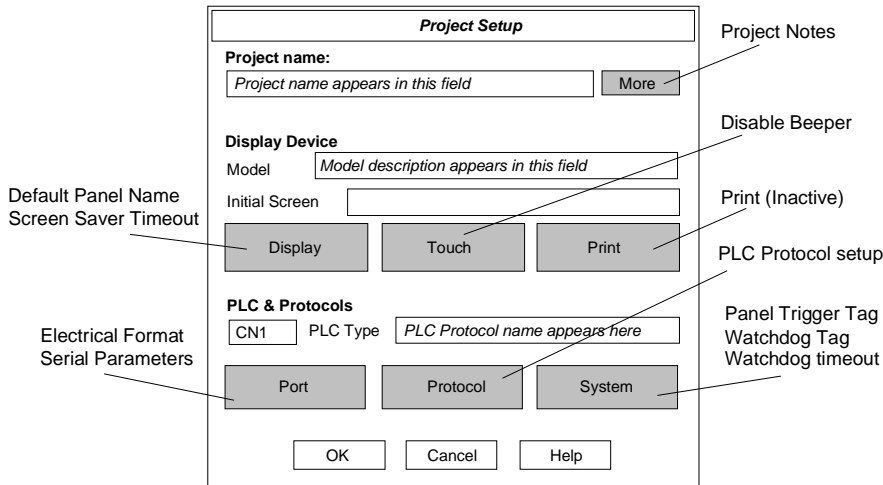 Project Setup
Project Notes
Project name:
Project name appears in this field
More
Disable Beeper
Display Device
Model
Model description appears in this field
Default Panel Name
Screen Saver Timeout
Initial Screen
Print (Inactive)
Display
Touch
Print
PLC Protocol setup
PLC & Protocols
CN1
PLC Type
PLC Protocol name appears here
Panel Trigger Tag
Watchdog Tag
Watchdog timeout
Electrical Format
Serial Parameters
Port
Protocol
System
OK
Cancel
Help